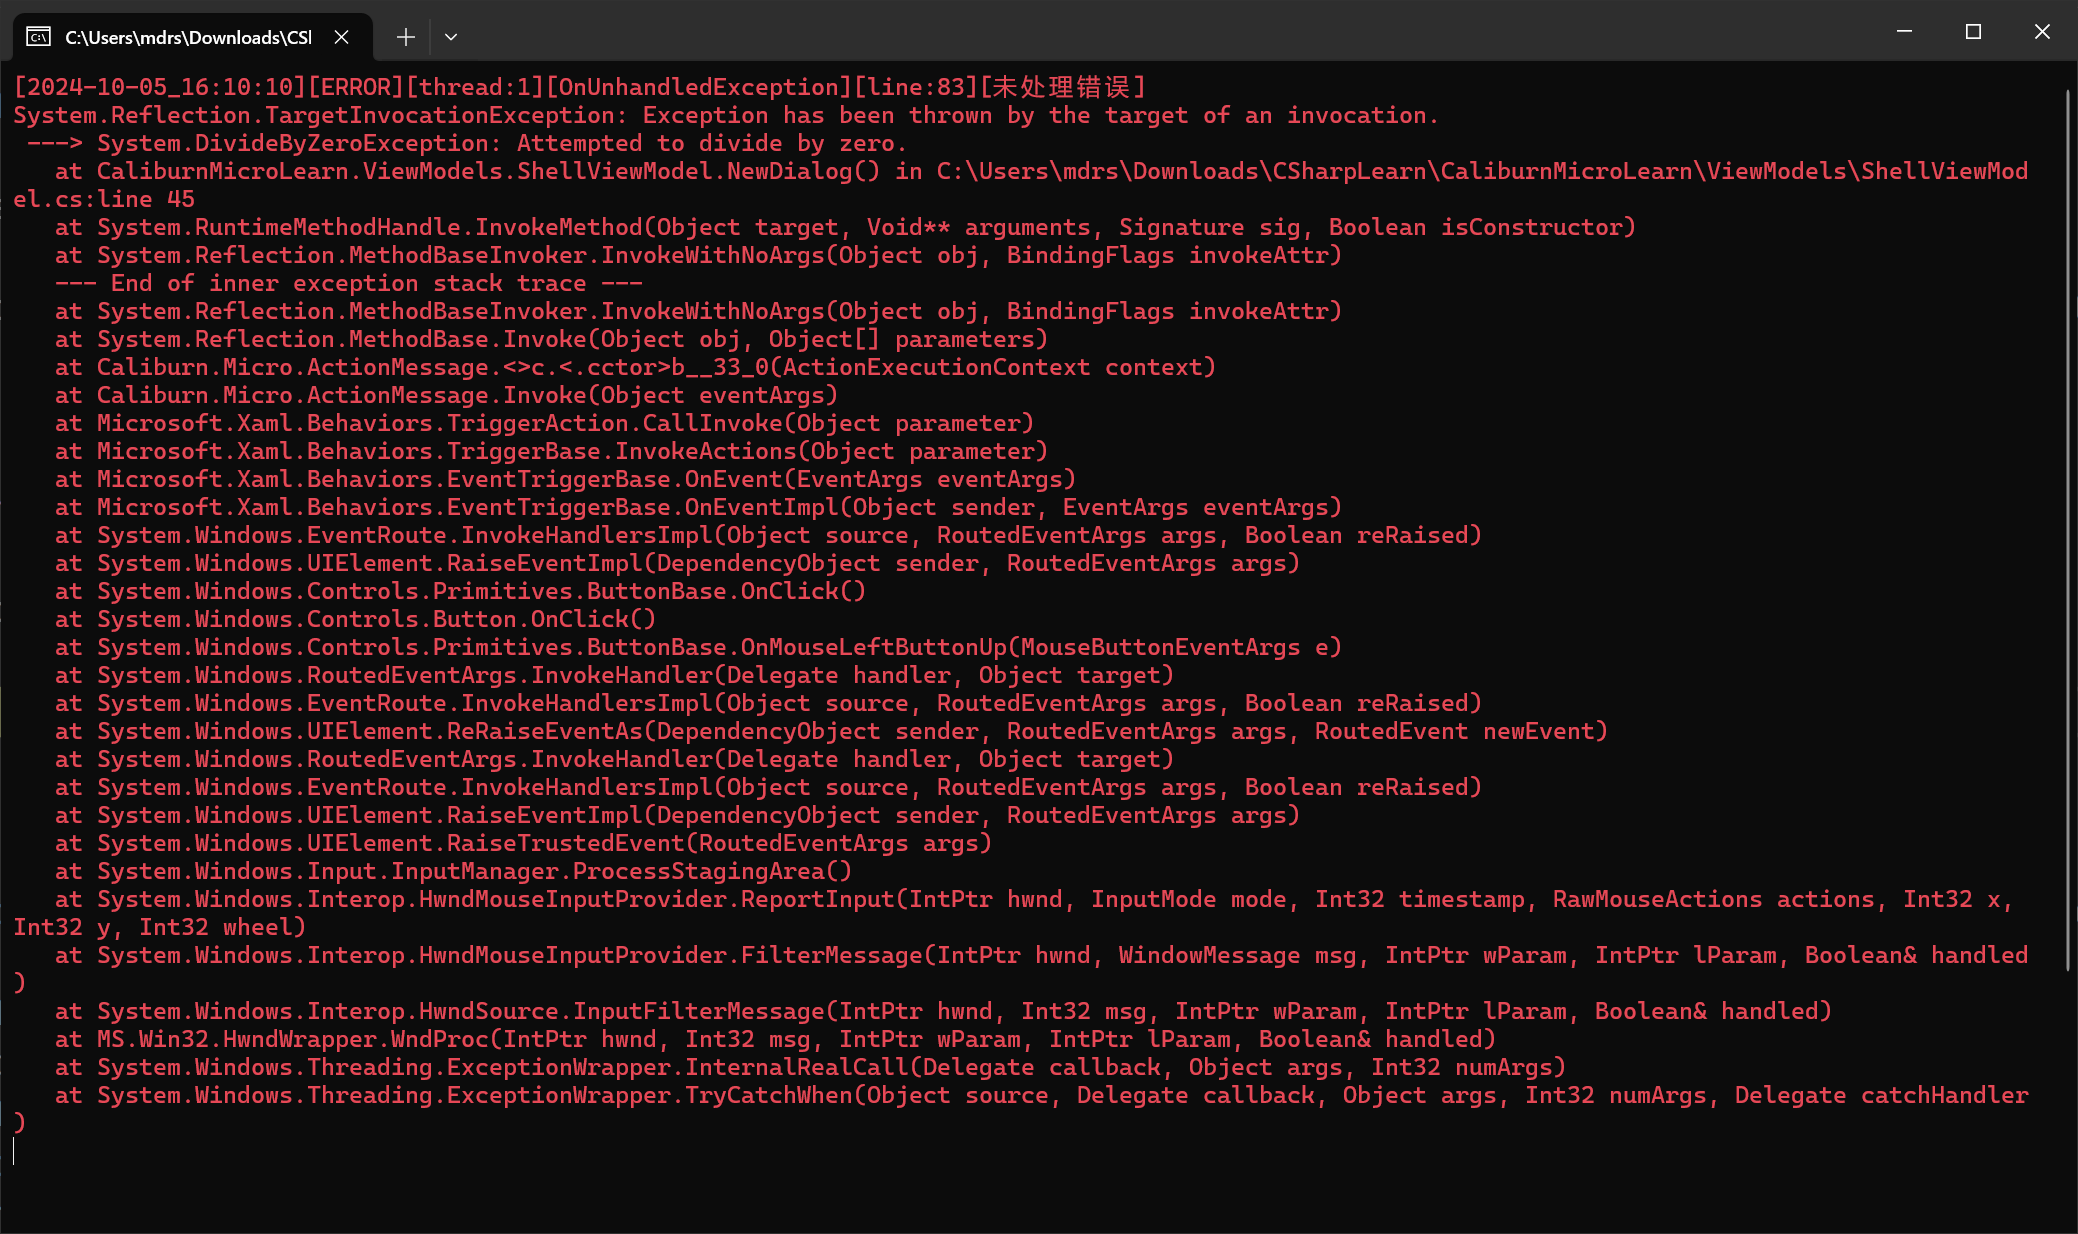 C:\Users\mdrs\Downloads\CSl
[2024-10-05_16:10:10][ERROR][thread:1][OnUnhandledException][line:83][未处理错误]
System.Reflection.TargetInvocationException: Exception has been thrown by the target of an invocation.
 ---> System.DivideByZeroException: Attempted to divide by zero.
   at CaliburnMicroLearn.ViewModels.ShellViewModel.NewDialog() in C:\Users\mdrs\Downloads\CSharpLearn\CaliburnMicroLearn\ViewModels\ShellViewMod
el.cs:line 45
   at System.RuntimeMethodHandle.InvokeMethod(Object target, Void** arguments, Signature sig, Boolean isConstructor)
   at System.Reflection.MethodBaseInvoker.InvokeWithNoArgs(Object obj, BindingFlags invokeAttr)
   --- End of inner exception stack trace ---
   at System.Reflection.MethodBaseInvoker.InvokeWithNoArgs(Object obj, BindingFlags invokeAttr)
   at System.Reflection.MethodBase.Invoke(Object obj, Object[] parameters)
   at Caliburn.Micro.ActionMessage.<>c.<.cctor>b__33_0(ActionExecutionContext context)
   at Caliburn.Micro.ActionMessage.Invoke(Object eventArgs)
   at Microsoft.Xaml.Behaviors.TriggerAction.CallInvoke(Object parameter)
   at Microsoft.Xaml.Behaviors.TriggerBase.InvokeActions(Object parameter)
   at Microsoft.Xaml.Behaviors.EventTriggerBase.OnEvent(EventArgs eventArgs)
   at Microsoft.Xaml.Behaviors.EventTriggerBase.OnEventImpl(Object sender, EventArgs eventArgs)
   at System.Windows.EventRoute.InvokeHandlersImpl(Object source, RoutedEventArgs args, Boolean reRaised)
   at System.Windows.UIElement.RaiseEventImpl(DependencyObject sender, RoutedEventArgs args)
   at System.Windows.Controls.Primitives.ButtonBase.OnClick()
   at System.Windows.Controls.Button.OnClick()
   at System.Windows.Controls.Primitives.ButtonBase.OnMouseLeftButtonUp(MouseButtonEventArgs e)
   at System.Windows.RoutedEventArgs.InvokeHandler(Delegate handler, Object target)
   at System.Windows.EventRoute.InvokeHandlersImpl(Object source, RoutedEventArgs args, Boolean reRaised)
   at System.Windows.UIElement.ReRaiseEventAs(DependencyObject sender, RoutedEventArgs args, RoutedEvent newEvent)
   at System.Windows.RoutedEventArgs.InvokeHandler(Delegate handler, Object target)
   at System.Windows.EventRoute.InvokeHandlersImpl(Object source, RoutedEventArgs args, Boolean reRaised)
   at System.Windows.UIElement.RaiseEventImpl(DependencyObject sender, RoutedEventArgs args)
   at System.Windows.UIElement.RaiseTrustedEvent(RoutedEventArgs args)
   at System.Windows.Input.InputManager.ProcessStagingArea()
   at System.Windows.Interop.HwndMouseInputProvider.ReportInput(IntPtr hwnd, InputMode mode, Int32 timestamp, RawMouseActions actions, Int32 x,
Int32 y, Int32 wheel)
   at System.Windows.Interop.HwndMouseInputProvider.FilterMessage(IntPtr hwnd, WindowMessage msg, IntPtr wParam, IntPtr lParam, Boolean& handled
)
   at System.Windows.Interop.HwndSource.InputFilterMessage(IntPtr hwnd, Int32 msg, IntPtr wParam, IntPtr lParam, Boolean& handled)
   at MS.Win32.HwndWrapper.WndProc(IntPtr hwnd, Int32 msg, IntPtr wParam, IntPtr lParam, Boolean& handled)
   at System.Windows.Threading.ExceptionWrapper.InternalRealCall(Delegate callback, Object args, Int32 numArgs)
   at System.Windows.Threading.ExceptionWrapper.TryCatchWhen(Object source, Delegate callback, Object args, Int32 numArgs, Delegate catchHandler
)